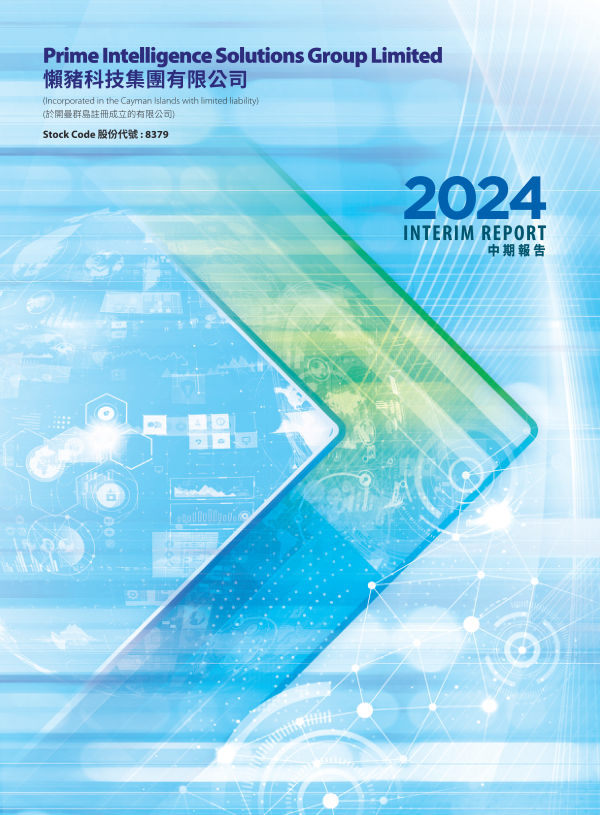 Prime Intelligence Solutions Group Limited
懶豬科技集團有限公司
(Incorporated in the Cayman Islands with limited liability)
(於開曼群島註冊成立的有限公司)
Stock Code 股份代號 : 8379
2024
INTERIM REPORT
中期報告